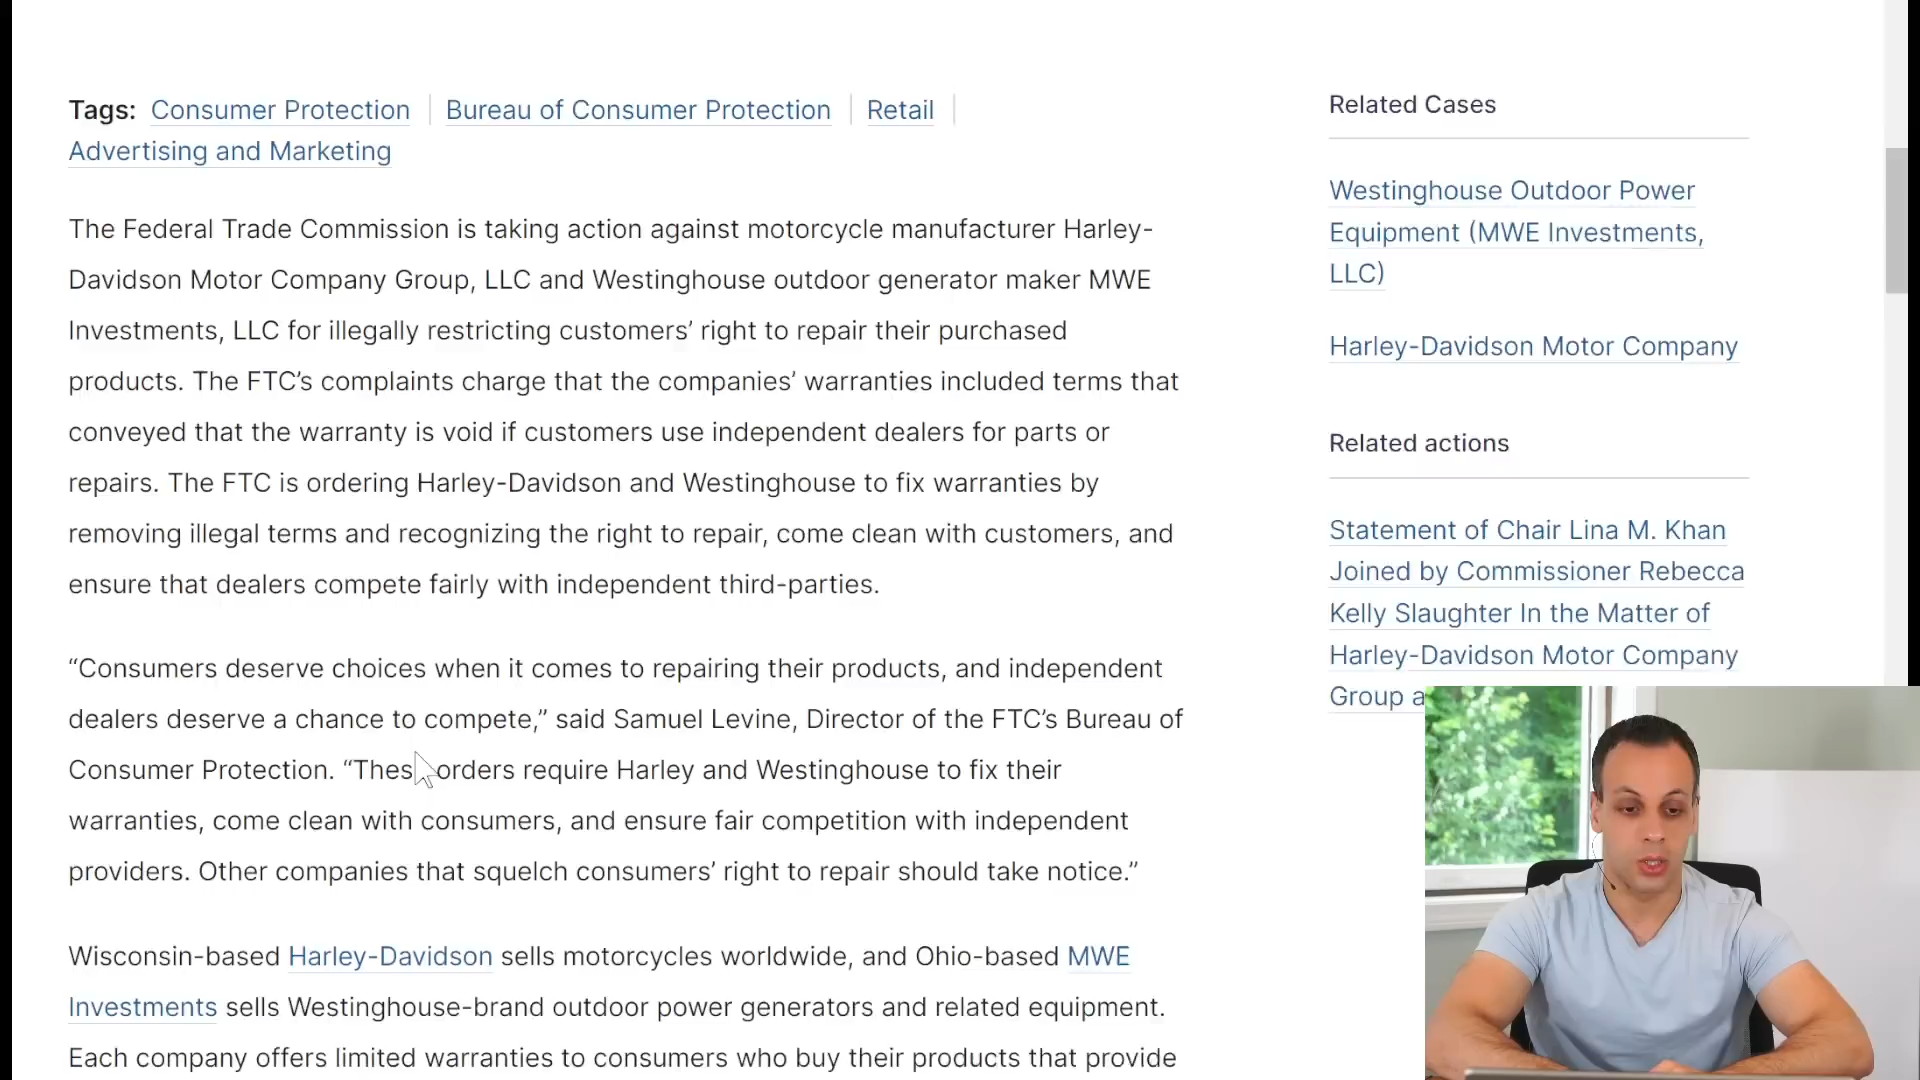 Tags: Consumer Protection | Bureau of Consumer Protection | Retail |
Advertising and Marketing
The Federal Trade Commission is taking action against motorcycle manufacturer Harley-
Davidson Motor Company Group, LLC and Westinghouse outdoor generator maker MWE
Investments, LLC for illegally restricting customers’ right to repair their purchased
products. The FTC’s complaints charge that the companies’ warranties included terms that
conveyed that the warranty is void if customers use independent dealers for parts or
repairs. The FTC is ordering Harley-Davidson and Westinghouse to fix warranties by
removing illegal terms and recognizing the right to repair, come clean with customers, and
ensure that dealers compete fairly with independent third-parties.
“Consumers deserve choices when it comes to repairing their products, and independent
dealers deserve a chance to compete,” said Samuel Levine, Director of the FTC’s Bureau of
Consumer Protection. “Thes orders require Harley and Westinghouse to fix their
warranties, come clean with consumers, and ensure fair competition with independent
providers. Other companies that squelch consumers’ right to repair should take notice.”
Wisconsin-based Harley-Davidson sells motorcycles worldwide, and Ohio-based MWE
Investments sells Westinghouse-brand outdoor power generators and related equipment.
Each company offers limited warranties to consumers who buy their products that provide
Related Cases
Westinghouse Outdoor Power
Equipment (MWE Investments,
LLC)
Harley-Davidson Motor Company
Related actions
Statement of Chair Lina M. Khan
Joined by Commissioner Rebecca
Kelly Slaughter In the Matter of
Harley-Davidson Motor Company
Group a